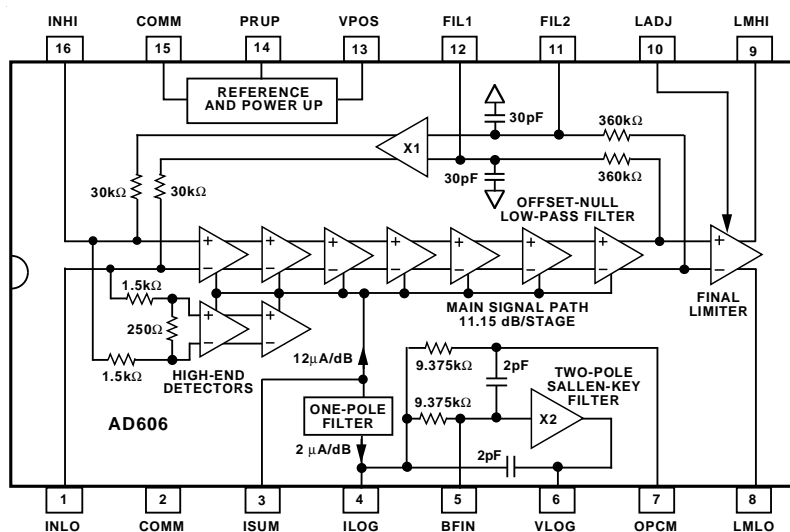 INHI COMM PRUP VPOS FIL1 FIL2 LADJ LMHI
16 15 14 13 12 11 10 9
REFERENCE
AND POWER UP
30pF
360kΩ
X1
30kΩ
30kΩ
30pF
360kΩ
OFFSET-NULL
LOW-PASS FILTER
+ + + + + + + +
– – – – – – – –
1.5kΩ
250Ω
1.5kΩ
+ +
– –
HIGH-END
DETECTORS
MAIN SIGNAL PATH
11.15 dB/STAGE
FINAL
LIMITER
12µA/dB
ONE-POLE
FILTER
2 µA/dB
9.375kΩ
9.375kΩ
2pF
TWO-POLE
SALLEN-KEY
FILTER
X2
2pF
AD606
1 2 3 4 5 6 7 8
INLO COMM ISUM ILOG BFIN VLOG OPCM LMLO